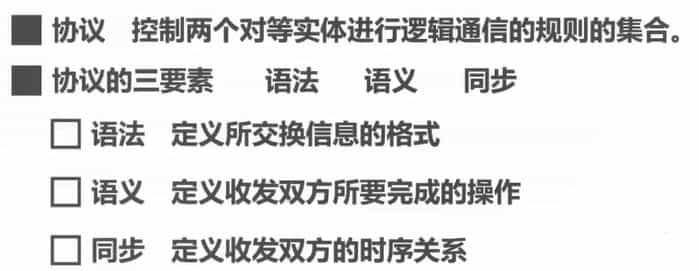 协议 控制两个对等实体进行逻辑通信的规则的集合。
协议的三要素 语法 语义 同步
语法 定义所交换信息的格式
语义 定义收发双方所要完成的操作
同步 定义收发双方的时序关系